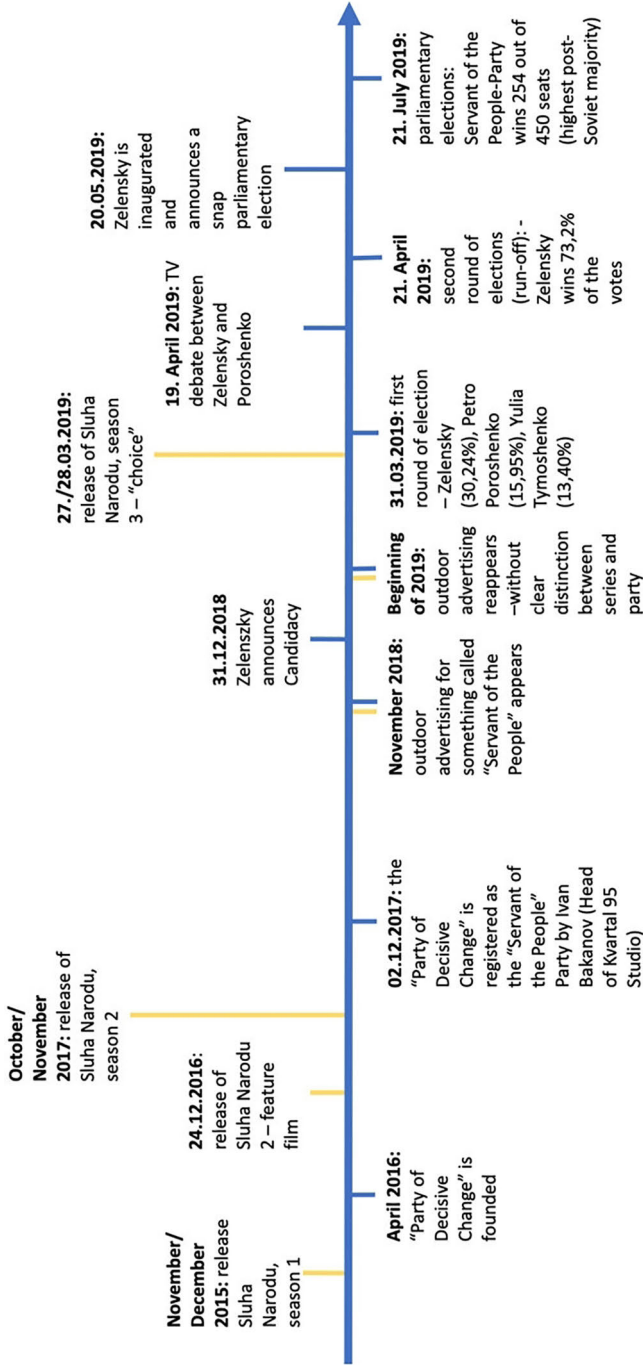 November/
December
2015: release
Sluha
Narodu,
season 1
April 2016:
“Party of
Decisive
Change” is
founded
24.12.2016:
release of
Sluha Narodu
2 – feature
film
October/
November
2017: release of
Sluha Narodu,
season 2
02.12.2017: the
“Party of
Decisive
Change” is
registered as
the “Servant of
the People”
Party by Ivan
Bakanov (Head
of Kvartal 95
Studio)
November 2018:
outdoor
advertising for
something called
“Servant of the
People” appears
31.12.2018
Zelenszky
announces
Candidacy
Beginning
of 2019:
outdoor
advertising
reappears
–without
clear
distinction
between
series and
party
27./28.03.2019:
release of Sluha
Narodu, season
3 – “choice”
31.03.2019: first
round of election
– Zelensky
(30,24%), Petro
Poroshenko
(15,95%), Yulia
Tymoshenko
(13,40%)
19. April 2019: TV
debate between
Zelensky and
Poroshenko
21. April
2019:
second
round of
elections
(run-off): -
Zelensky
wins 73,2%
of the
votes
20.05.2019:
Zelensky is
inaugurated
and
announces a
snap
parliamentary
election
21. July 2019:
parliamentary
elections:
Servant of the
People-Party
wins 254 out of
450 seats
(highest post-
Soviet majority)